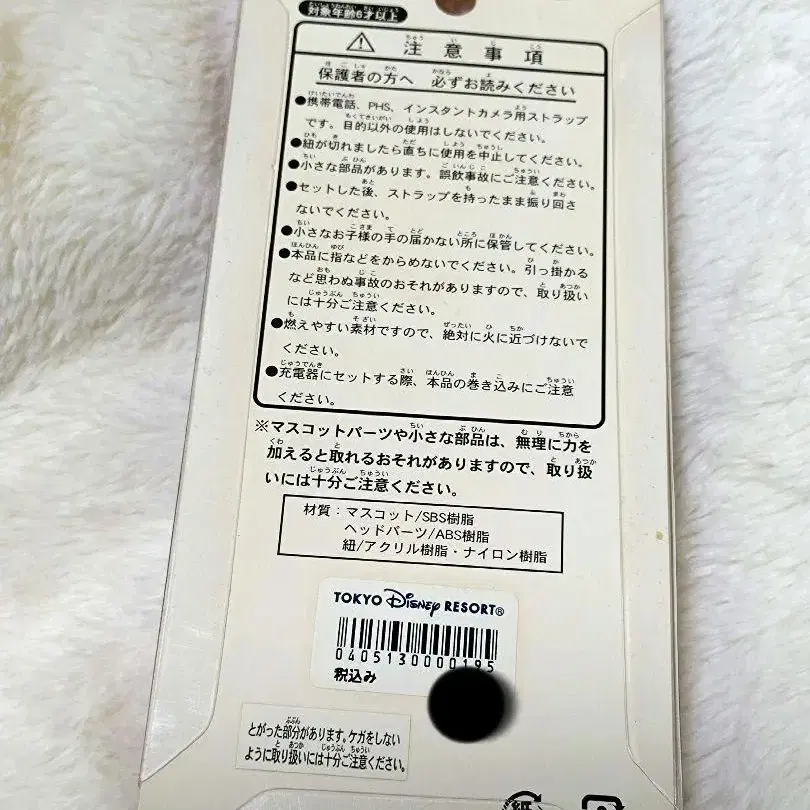 対象年齢6才以上
⚠ 注意事項
保護者の方へ 必ずお読みください
●携帯電話、PHS、インスタントカメラ用ストラップ
です。目的以外の使用はしないでください。
●紐が切れましたら直ちに使用を中止してください。
●小さな部品があります。誤飲事故にご注意ください。
●セットした後、ストラップを持ったまま振り回さ
ないでください。
●小さなお子様の手の届かない所に保管してください。
●本品に指などをからめないでください。引っ掛かる
など思わぬ事故のおそれがありますので、取り扱い
には十分ご注意ください。
●燃えやすい素材ですので、絶対に火に近づけないで
ください。
●充電器にセットする際、本品の巻き込みにご注意
ください。
※マスコットパーツや小さな部品は、無理に力を
加えると取れるおそれがありますので、取り扱
いには十分ご注意ください。
材質:マスコット/SBS樹脂
ヘッドパーツ/ABS樹脂
紐/アクリル樹脂・ナイロン樹脂
TOKYO Disney RESORT®
0405130000195
税込み
とがった部分があります。ケガをしない
ように取り扱いには十分ご注意ください。
紙